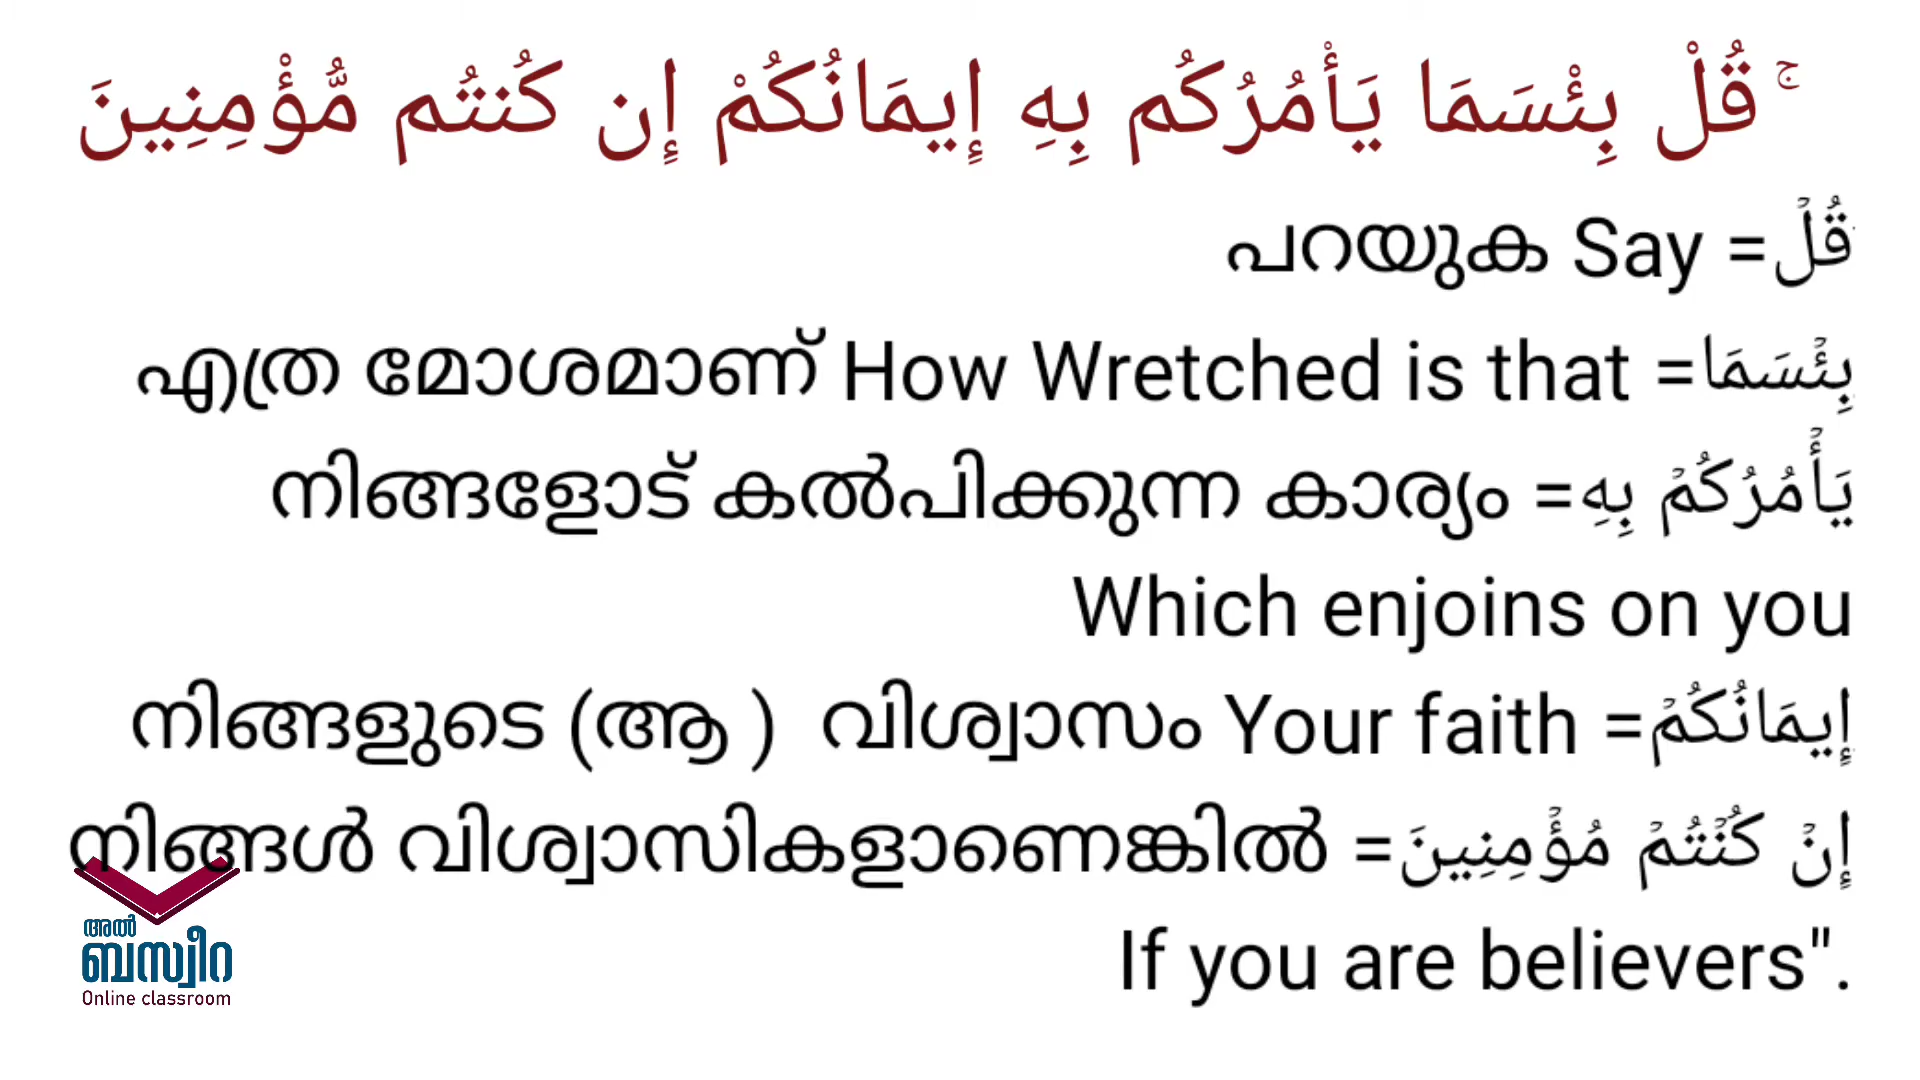 ۚ قُلْ بِئْسَمَا يَأْمُرُكُم بِهِ إِيمَانُكُمْ إِن كُنتُم مُّؤْمِنِينَ
قُلْ= Say പറയുക
بِئْسَمَا= How Wretched is that എത്ര മോശമാണ്
يَأْمُرُكُمْ بِهِ= നിങ്ങളോട് കൽപിക്കുന്ന കാര്യം
Which enjoins on you
إِيمَانُكُمْ= Your faith നിങ്ങളുടെ (ആ ) വിശ്വാസം
إِنْ كُنْتُمْ مُؤْمِنِينَ= നിങ്ങൾ വിശ്വാസികളാണെങ്കിൽ
If you are believers".
അൽ
ബസ്വീറ
Online classroom